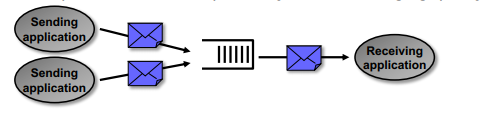 Sending
application
Sending
application
Receiving
application